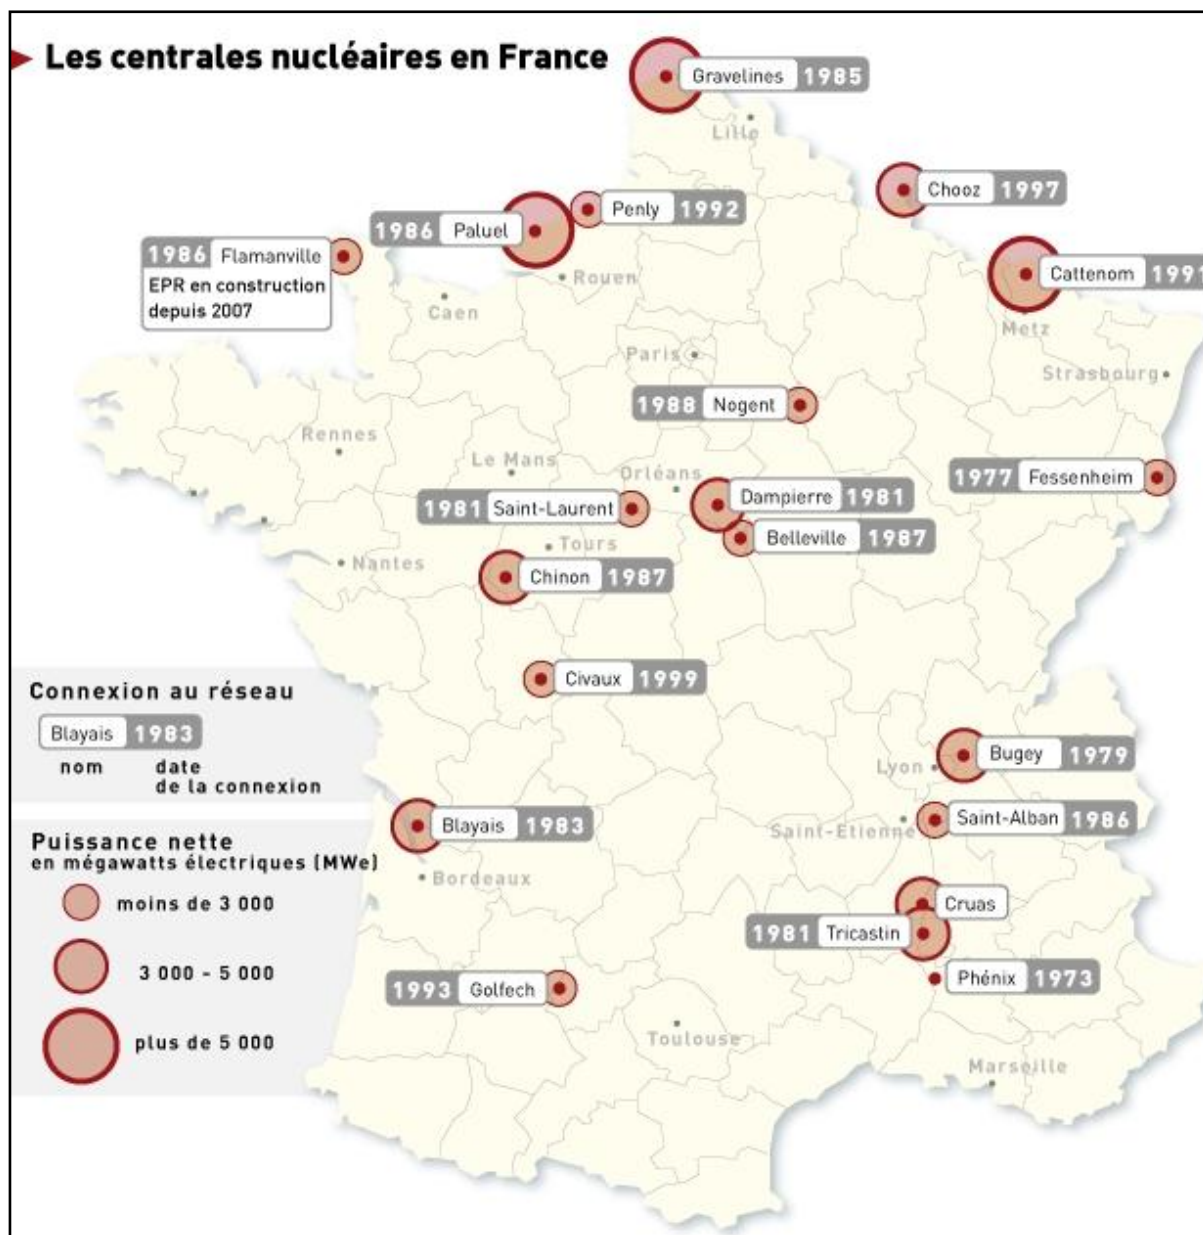 Les centrales nucléaires en France
Gravelines 1985
Lille
Chooz 1997
Penly 1992
1986 Paluel
1986 Flamanville
EPR en construction
depuis 2007
Rouen
Cattenom 1991
Caen
Metz
Paris
Strasbourg
1988 Nogent
Rennes
Le Mans
Orléans
1977 Fessenheim
Dampierre 1981
1981 Saint-Laurent
Belleville 1987
Tours
Nantes
Chinon 1987
Civaux 1999
Connexion au réseau
Blayais 1983
nom date
de la connexion
Bugey 1979
Lyon
Saint-Alban 1986
Saint-Etienne
Blayais 1983
Puissance nette
en mégawatts électriques (MWe)
Bordeaux
moins de 3 000
Cruas
1981 Tricastin
3 000 - 5 000
Phénix 1973
1993 Golfech
plus de 5 000
Toulouse
Marseille